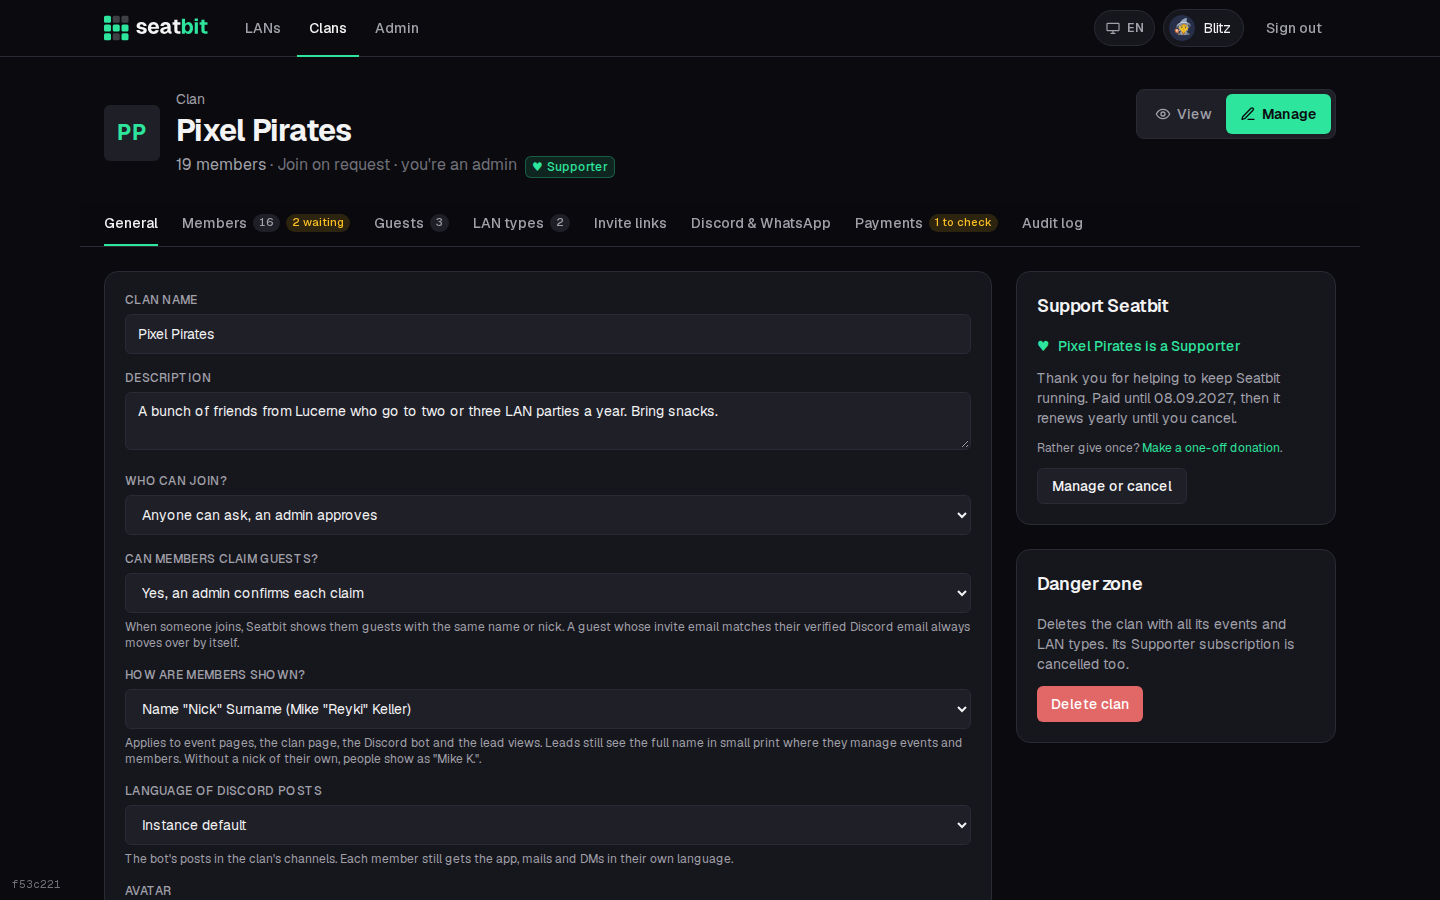 seatbit
LANs
Clans
Admin
EN
Blitz
Sign out
PP
Clan
Pixel Pirates
19 members · Join on request · you're an admin
♥ Supporter
View
Manage
General
Members 16 2 waiting
Guests 3
LAN types 2
Invite links
Discord & WhatsApp
Payments 1 to check
Audit log
CLAN NAME
Pixel Pirates
DESCRIPTION
A bunch of friends from Lucerne who go to two or three LAN parties a year. Bring snacks.
WHO CAN JOIN?
Anyone can ask, an admin approves
CAN MEMBERS CLAIM GUESTS?
Yes, an admin confirms each claim
When someone joins, Seatbit shows them guests with the same name or nick. A guest whose invite email matches their verified Discord email always
moves over by itself.
HOW ARE MEMBERS SHOWN?
Name "Nick" Surname (Mike "Reyki" Keller)
Applies to event pages, the clan page, the Discord bot and the lead views. Leads still see the full name in small print where they manage events and
members. Without a nick of their own, people show as "Mike K.".
LANGUAGE OF DISCORD POSTS
Instance default
The bot's posts in the clan's channels. Each member still gets the app, mails and DMs in their own language.
AVATAR
Support Seatbit
♥ Pixel Pirates is a Supporter
Thank you for helping to keep Seatbit
running. Paid until 08.09.2027, then it
renews yearly until you cancel.
Rather give once? Make a one-off donation.
Manage or cancel
Danger zone
Deletes the clan with all its events and
LAN types. Its Supporter subscription is
cancelled too.
Delete clan
f53c221